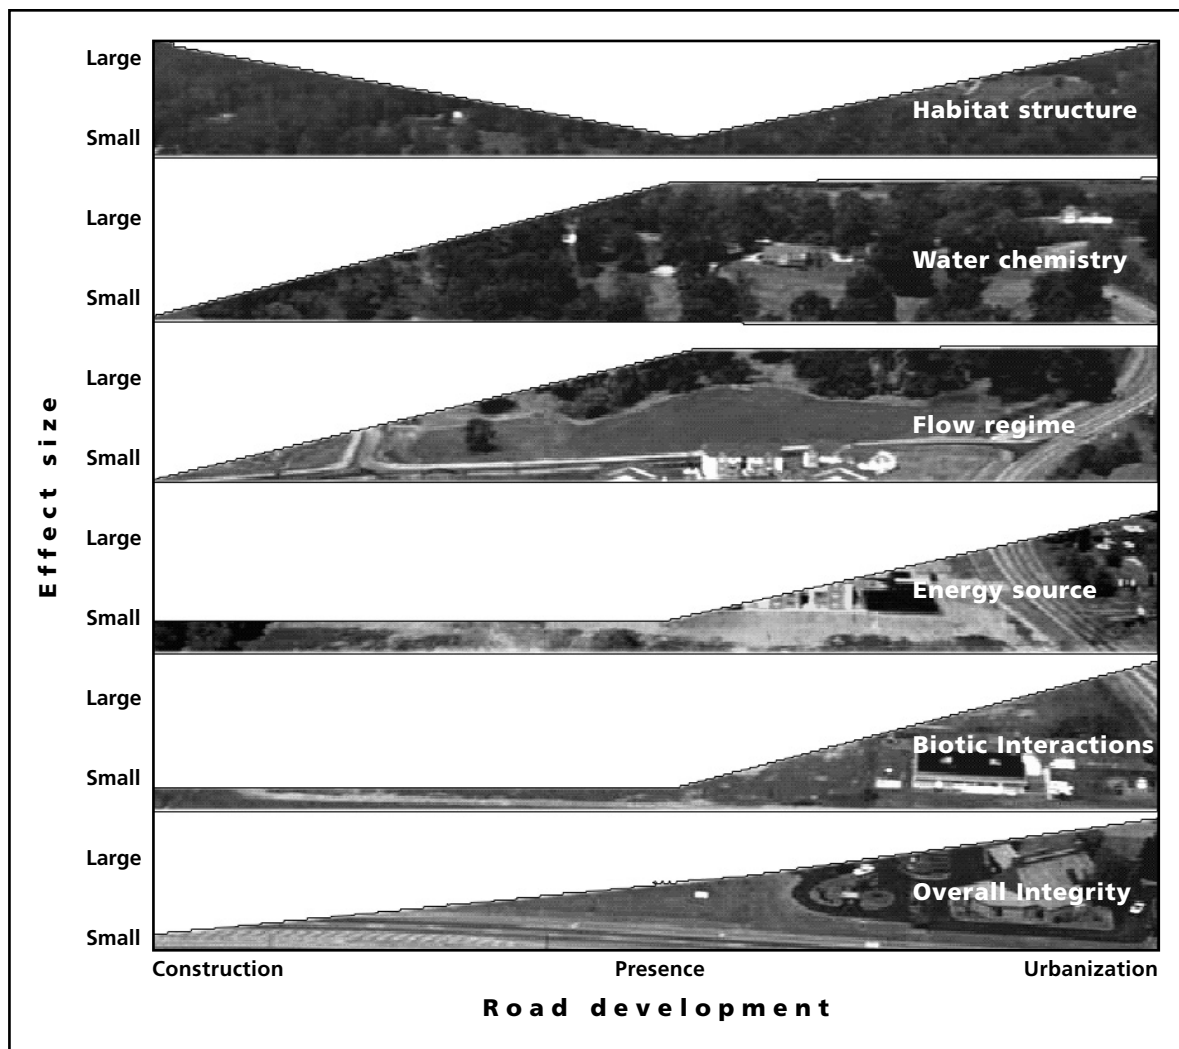 Large
Small
Habitat structure
Large
Small
Water chemistry
Large
Small
Flow regime
Large
Small
Energy source
Large
Small
Biotic Interactions
Large
Small
Overall Integrity
Effect size
Construction Presence Urbanization
Road development